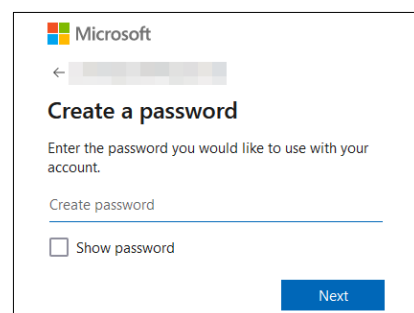 Microsoft
Create a password
Enter the password you would like to use with your
account.
Create password
Show password
Next